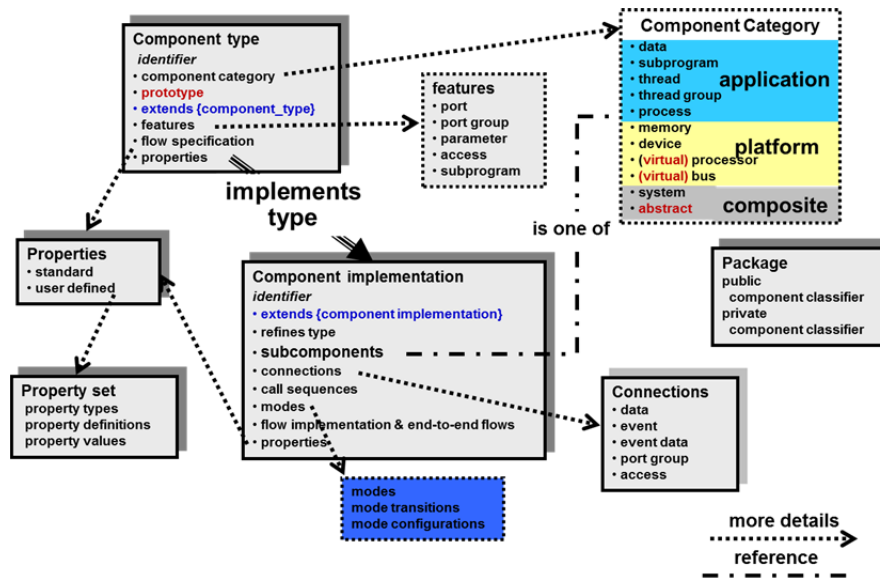 Component type
identifier
• component category
• prototype
• extends {component_type}
• features
• flow specification
• properties
features
• port
• port group
• parameter
• access
• subprogram
Component Category
• data
• subprogram
• thread
• thread group
• process
application
• memory
• device
• (virtual) processor
• (virtual) bus
platform
• system
• abstract
composite
implements
type
is one of
Properties
• standard
• user defined
Component implementation
identifier
• extends {component implementation}
• refines type
• subcomponents
• connections
• call sequences
• modes
• flow implementation & end-to-end flows
• properties
Package
public
component classifier
private
component classifier
Property set
property types
property definitions
property values
Connections
• data
• event
• event data
• port group
• access
modes
mode transitions
mode configurations
more details
reference